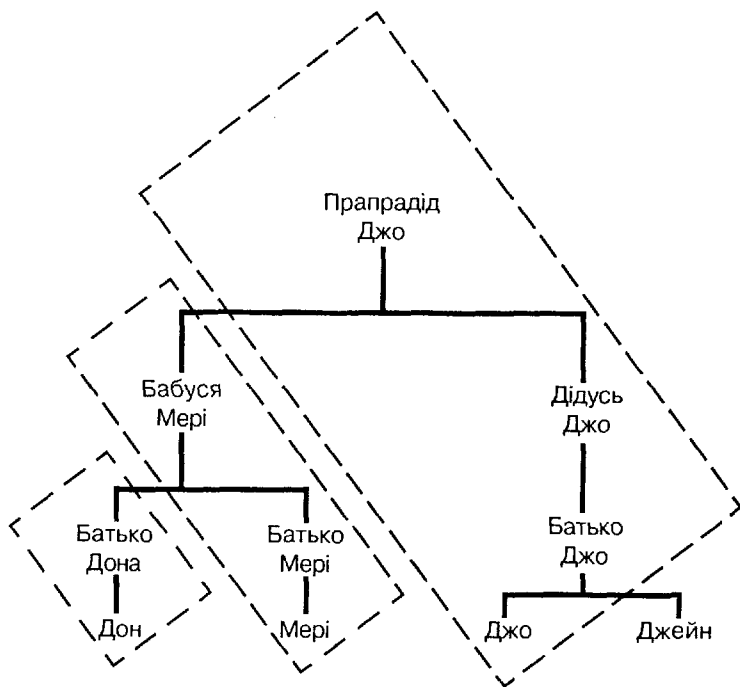 Прапрадід
Джо
Бабуся
Мері
Дідусь
Джо
Батько
Дона
Батько
Мері
Батько
Джо
Дон
Мері
Джо
Джейн